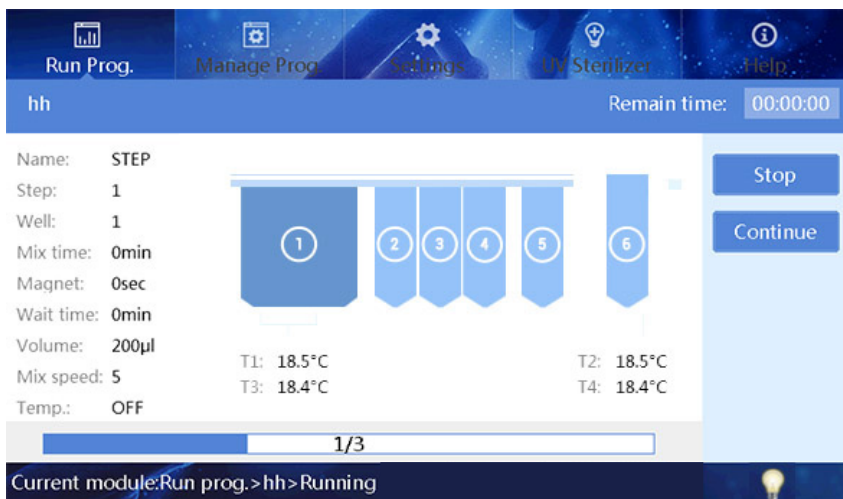 Run Prog.
Manage Prog.
Settings
UV Sterilizer
Help
hh
Remain time: 00:00:00
Name: STEP
Step: 1
Well: 1
Mix time: 0min
Magnet: 0sec
Wait time: 0min
Volume: 200μl
Mix speed: 5
Temp.: OFF
1
2
3
4
5
6
T1: 18.5°C
T3: 18.4°C
T2: 18.5°C
T4: 18.4°C
Stop
Continue
1/3
Current module:Run prog.>hh>Running